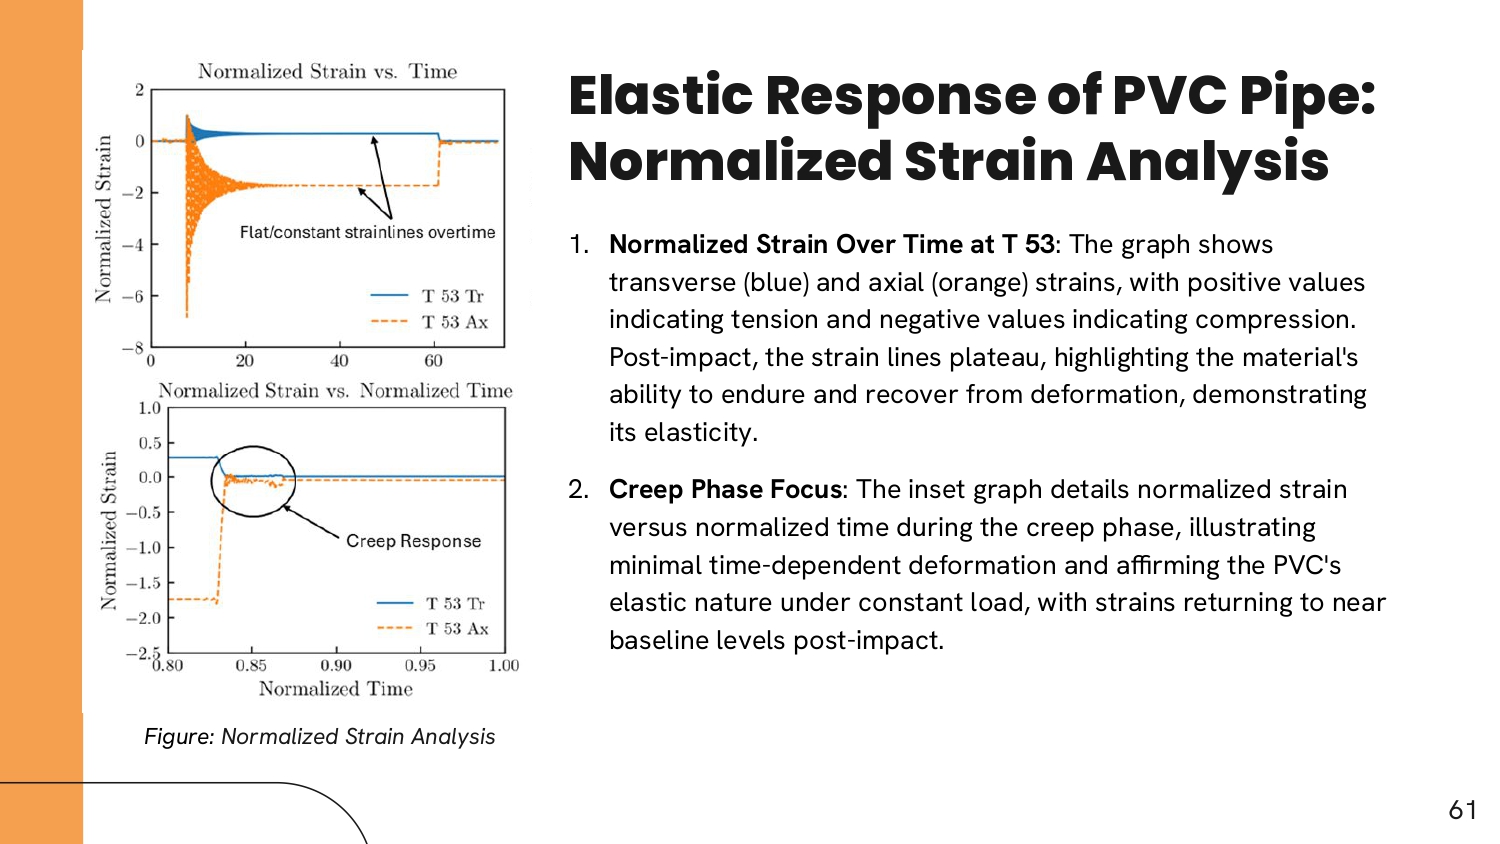 Normalized Strain vs. Time
2
0
−2
−4
−6
−8
Normalized Strain
Flat/constant strainlines overtime
T 53 Tr
T 53 Ax
0 20 40 60
Normalized Strain vs. Normalized Time
1.0
0.5
0.0
−0.5
−1.0
−1.5
−2.0
−2.5
Normalized Strain
Creep Response
T 53 Tr
T 53 Ax
0.80 0.85 0.90 0.95 1.00
Normalized Time
Figure: Normalized Strain Analysis
Elastic Response of PVC Pipe:
Normalized Strain Analysis
1. Normalized Strain Over Time at T 53: The graph shows
transverse (blue) and axial (orange) strains, with positive values
indicating tension and negative values indicating compression.
Post-impact, the strain lines plateau, highlighting the material's
ability to endure and recover from deformation, demonstrating
its elasticity.
2. Creep Phase Focus: The inset graph details normalized strain
versus normalized time during the creep phase, illustrating
minimal time-dependent deformation and affirming the PVC's
elastic nature under constant load, with strains returning to near
baseline levels post-impact.
61